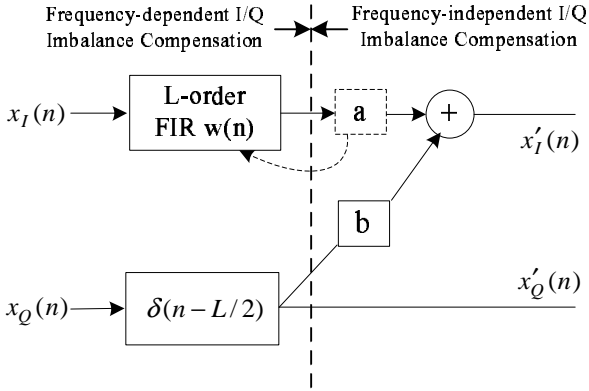 Frequency-dependent I/Q
Imbalance Compensation
Frequency-independent I/Q
Imbalance Compensation
x_I(n)
L-order
FIR w(n)
a
+
x′_I(n)
b
x_Q(n)
δ(n−L/2)
x′_Q(n)